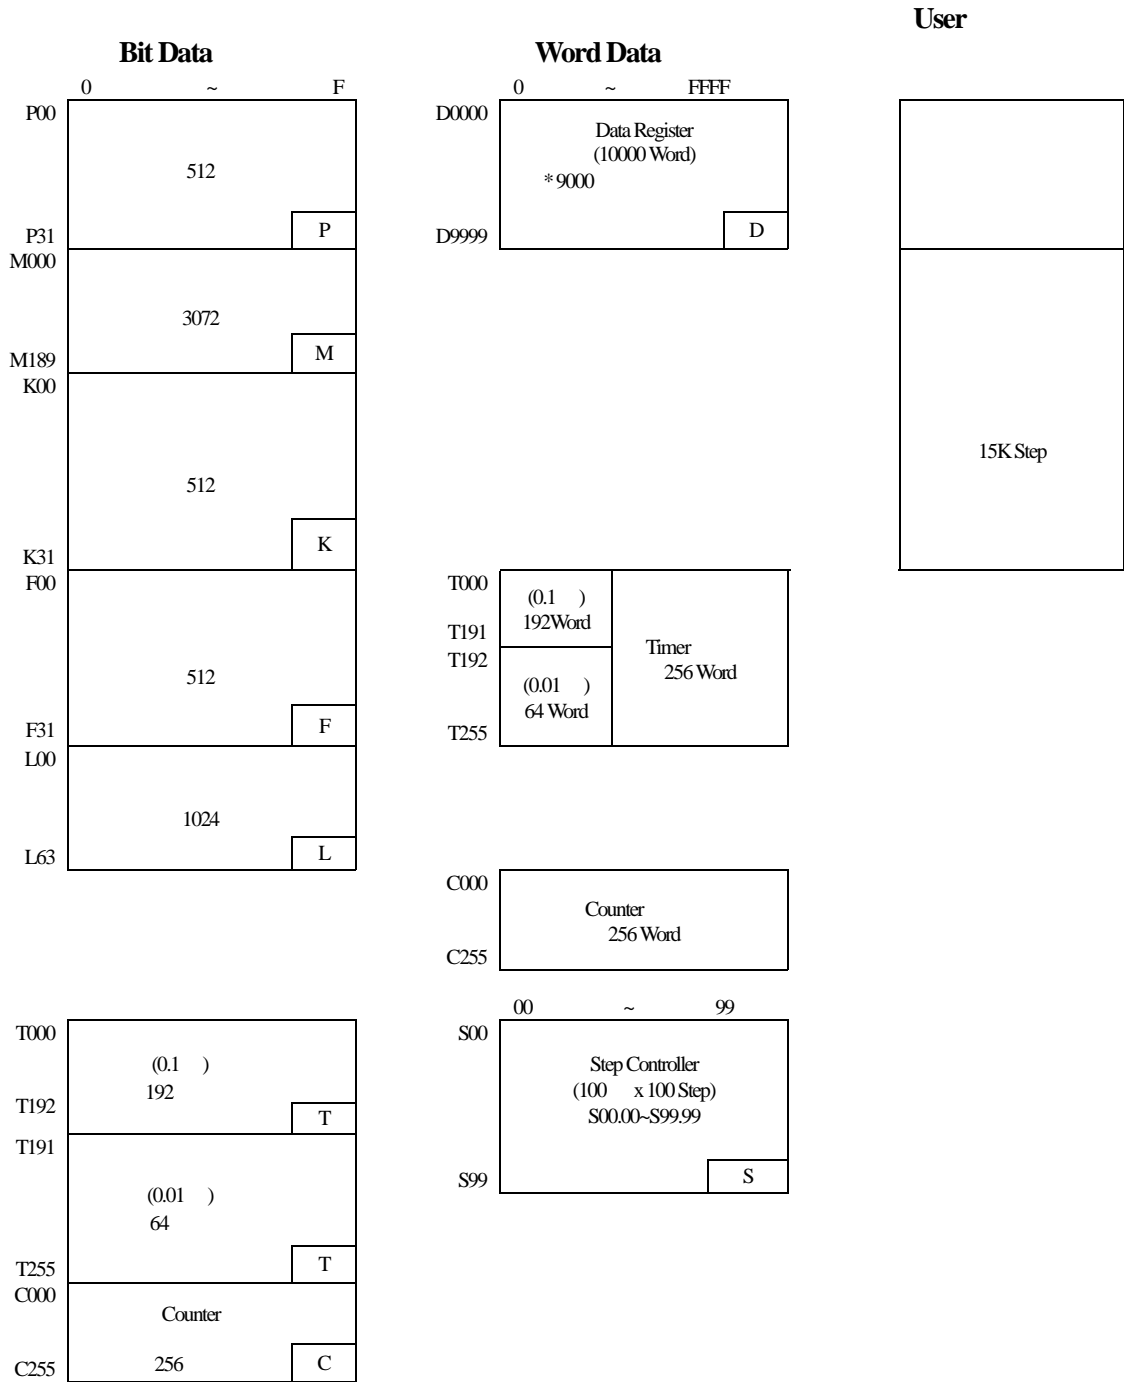 User
Bit Data
0 ~ F
P00
512
P31
P
M000
3072
M189
M
K00
512
K31
K
F00
512
F31
F
L00
1024
L63
L
T000
(0.1 )
192
T192
T
T191
(0.01 )
64
T255
T
C000
Counter
256
C255
C
Word Data
0 ~ FFFF
D0000
Data Register
(10000 Word)
* 9000
D9999
D
T000
(0.1 )
192Word
T191
T192
(0.01 )
64 Word
T255
Timer
256 Word
C000
Counter
256 Word
C255
00 ~ 99
S00
Step Controller
(100 x 100 Step)
S00.00~S99.99
S99
S
15K Step